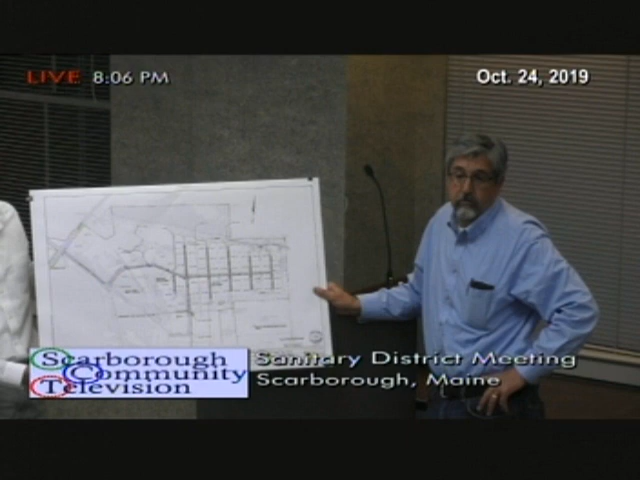 LIVE 8:06 PM
Oct. 24, 2019
Scarborough
Community
Television
Sanitary District Meeting
Scarborough, Maine